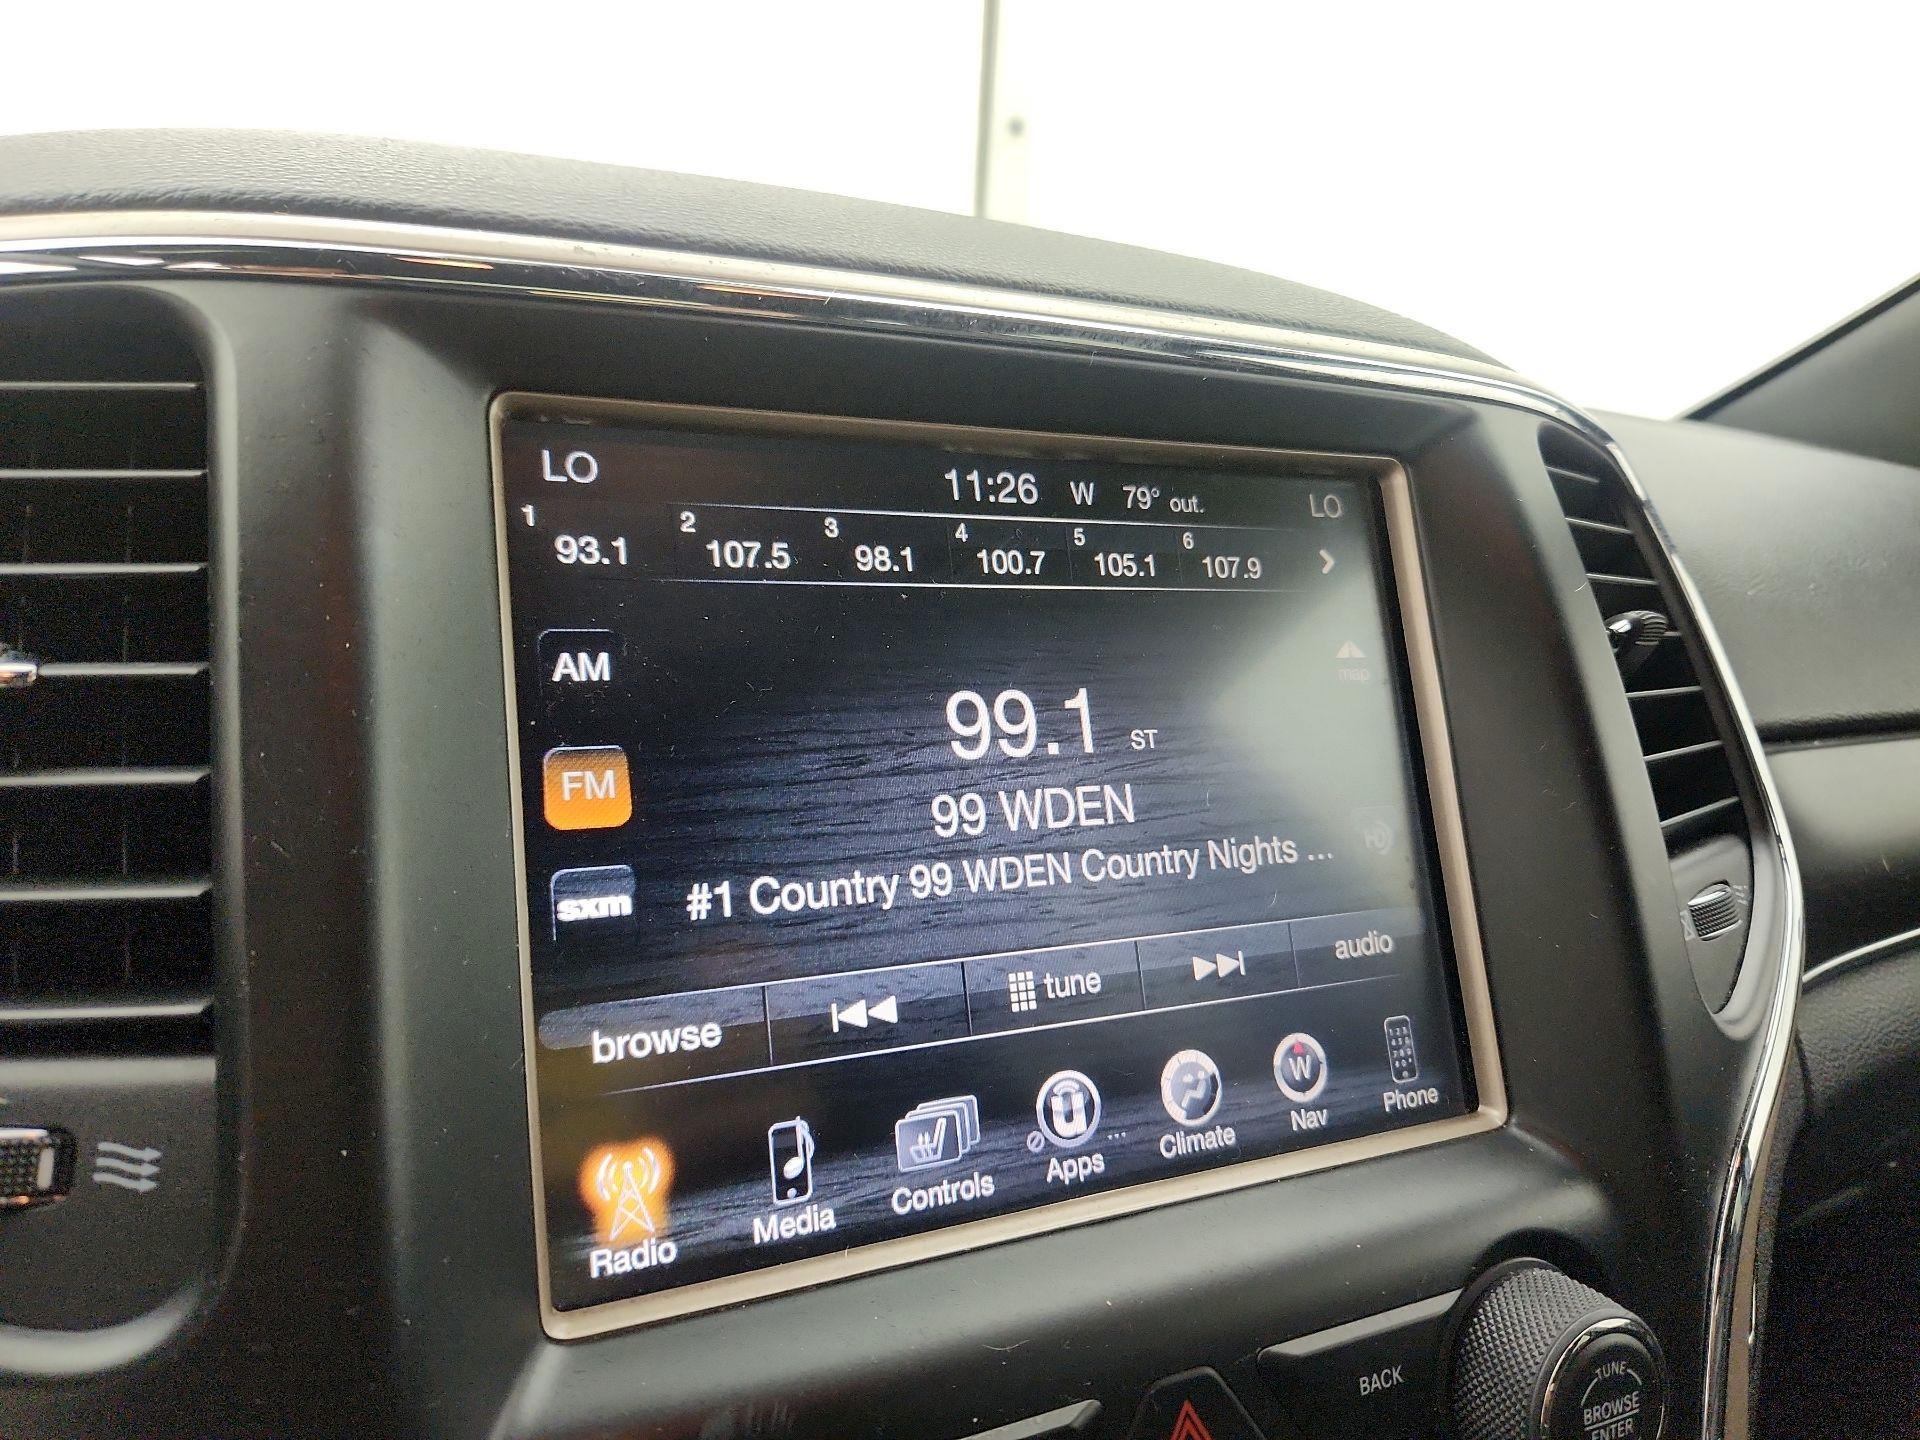 LO 11:26 W 79° out. LO
1 93.1 2 107.5 3 98.1 4 100.7 5 105.1 6 107.9
AM
map
99.1 ST
FM
99 WDEN
HD
#1 Country 99 WDEN Country Nights ...
sxm
browse tune audio
Radio Media Controls Apps ... Climate W Nav Phone
BACK
TUNE
BROWSE
ENTER